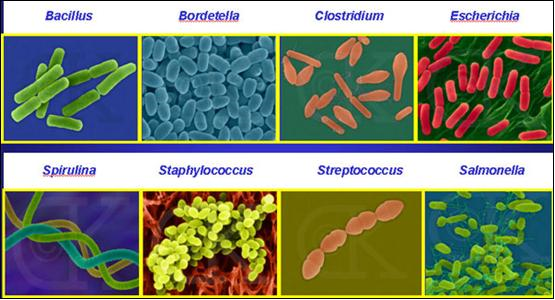 Bacillus Bordetella Clostridium Escherichia
Spirulina Staphylococcus Streptococcus Salmonella